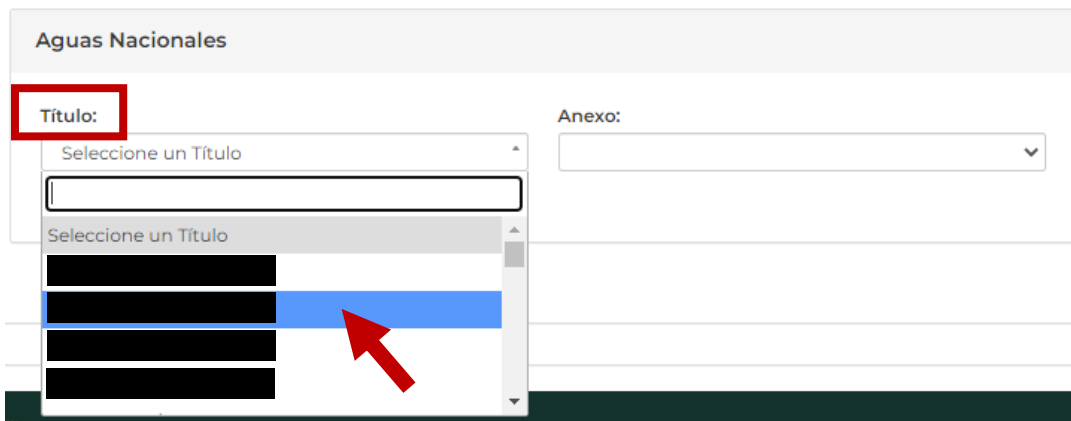 Aguas Nacionales
Título:
Anexo:
Seleccione un Título
Seleccione un Título